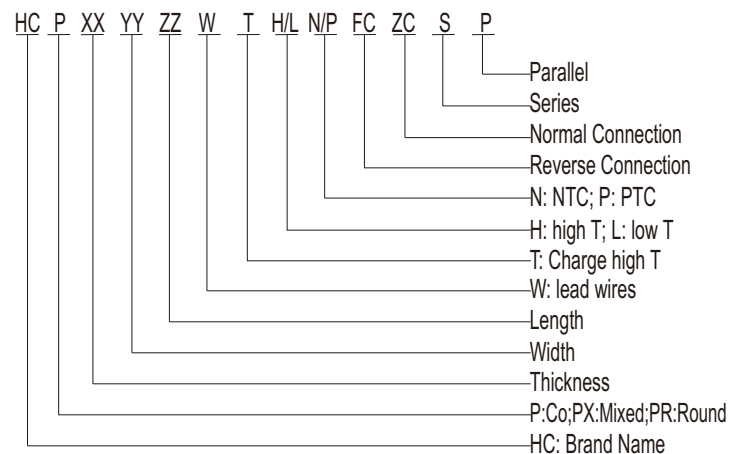 HC P XX YY ZZ W T H/L N/P FC ZC S P
Parallel
Series
Normal Connection
Reverse Connection
N: NTC; P: PTC
H: high T; L: low T
T: Charge high T
W: lead wires
Length
Width
Thickness
P:Co;PX:Mixed;PR:Round
HC: Brand Name